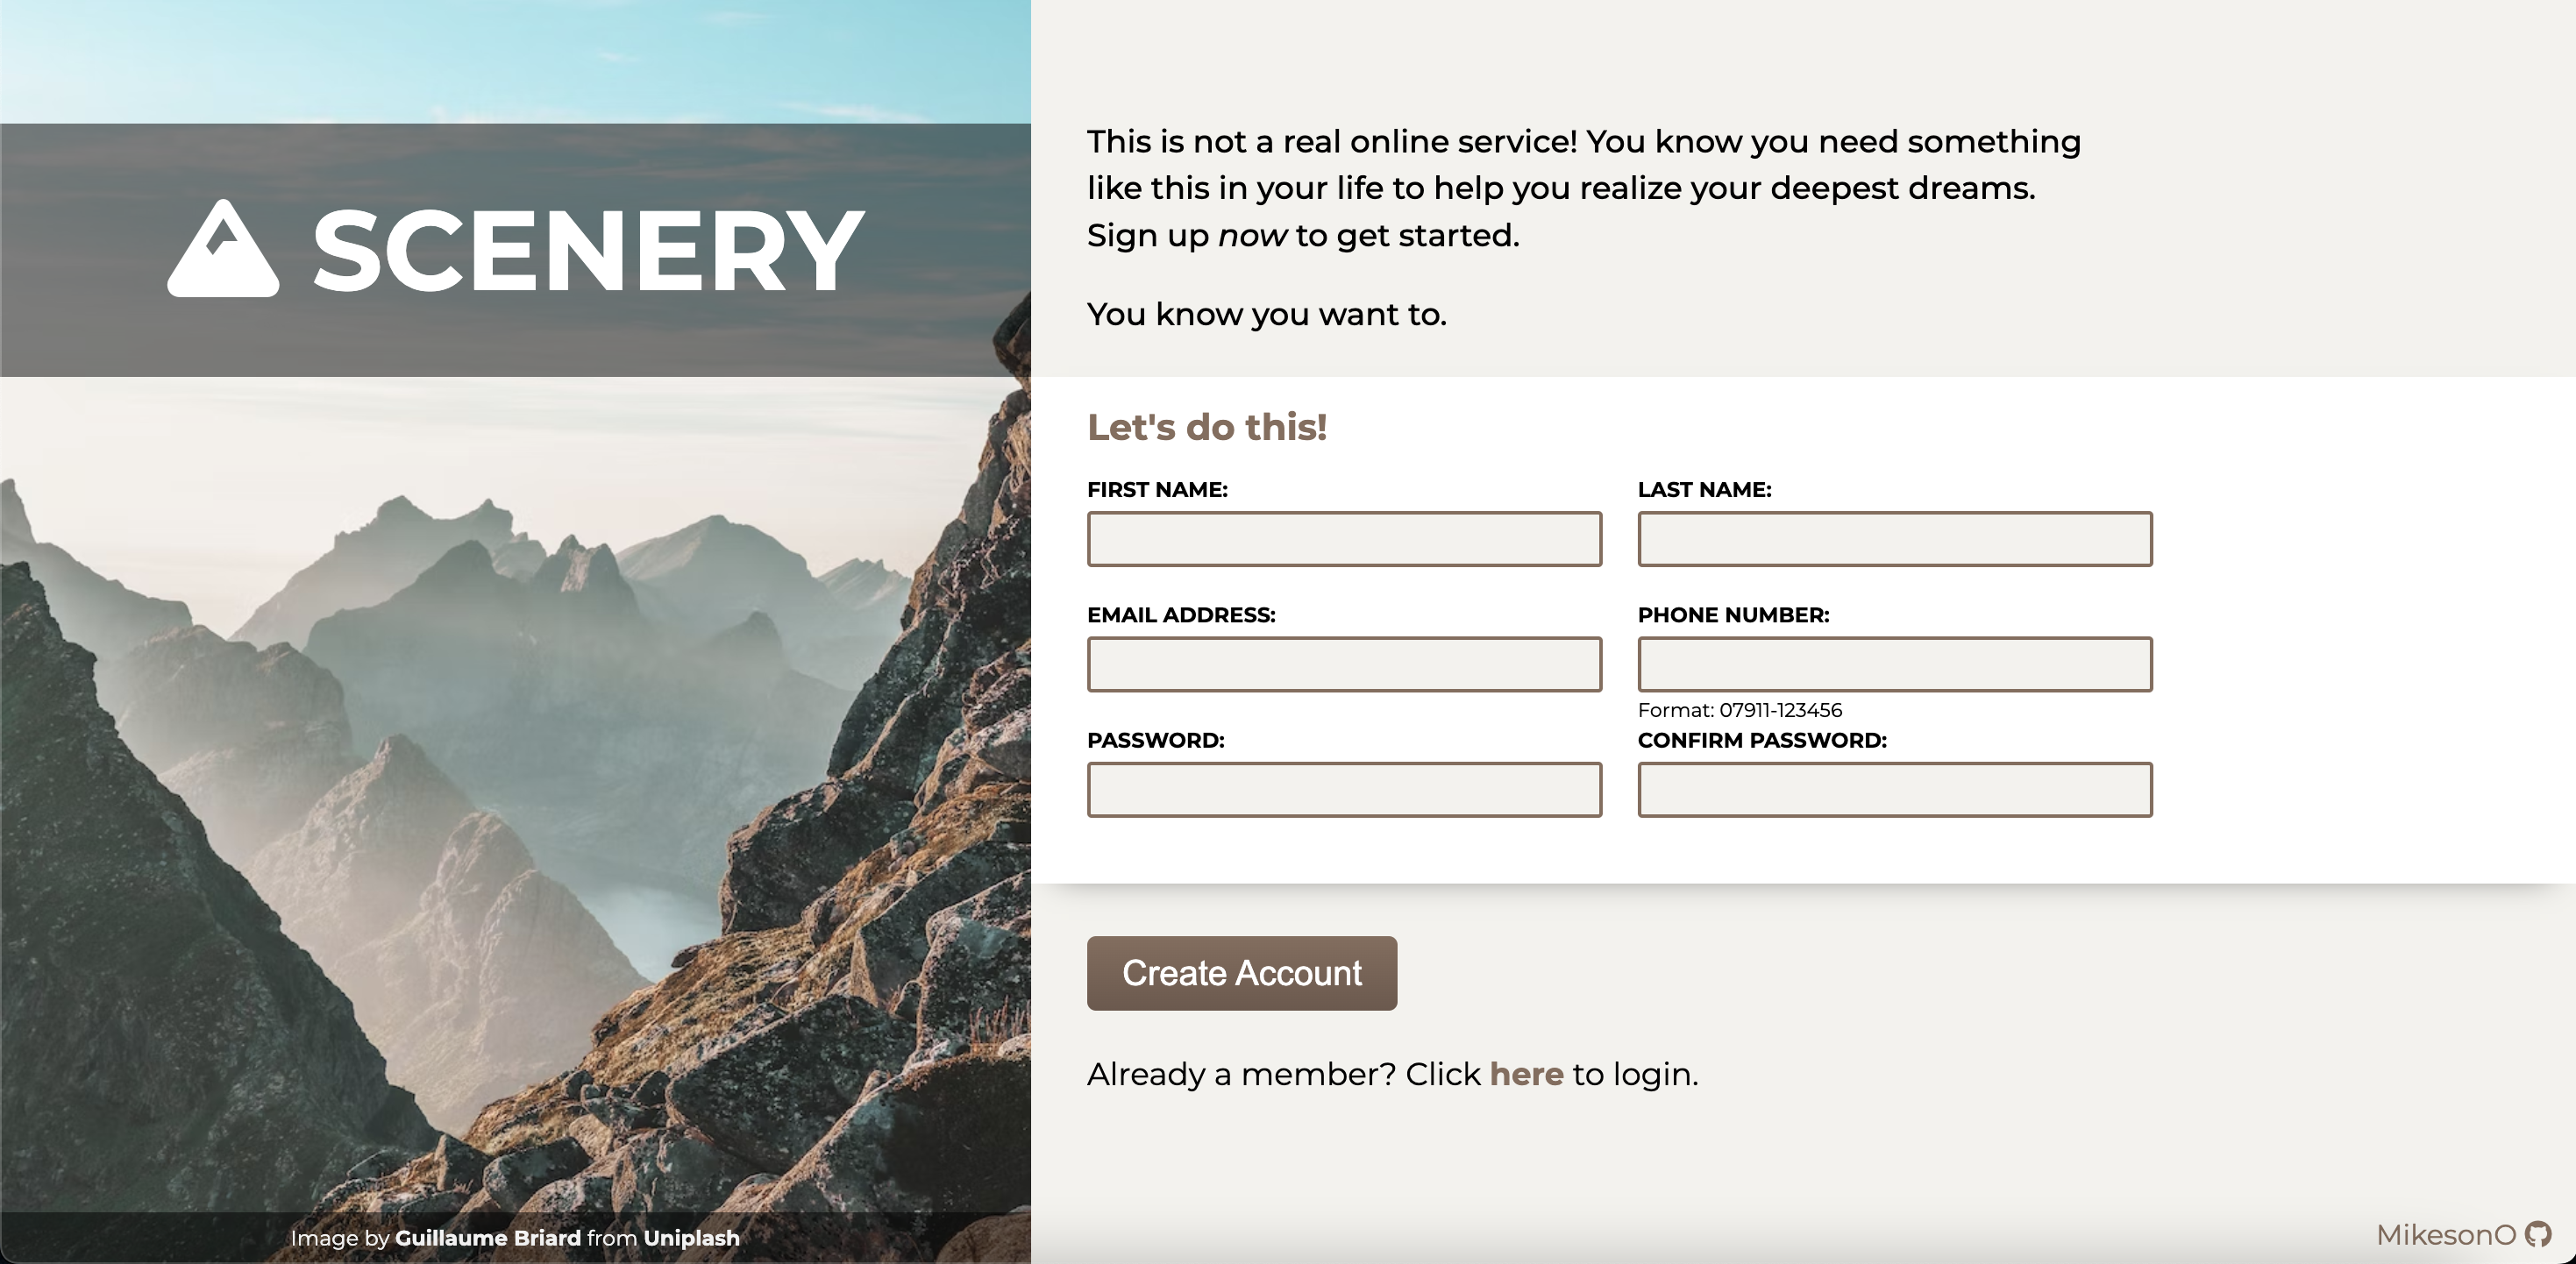 SCENERY
This is not a real online service! You know you need something
like this in your life to help you realize your deepest dreams.
Sign up now to get started.
You know you want to.
Let's do this!
FIRST NAME:
LAST NAME:
EMAIL ADDRESS:
PHONE NUMBER:
Format: 07911-123456
PASSWORD:
CONFIRM PASSWORD:
Create Account
Already a member? Click here to login.
Image by Guillaume Briard from Uniplash
MikesonO